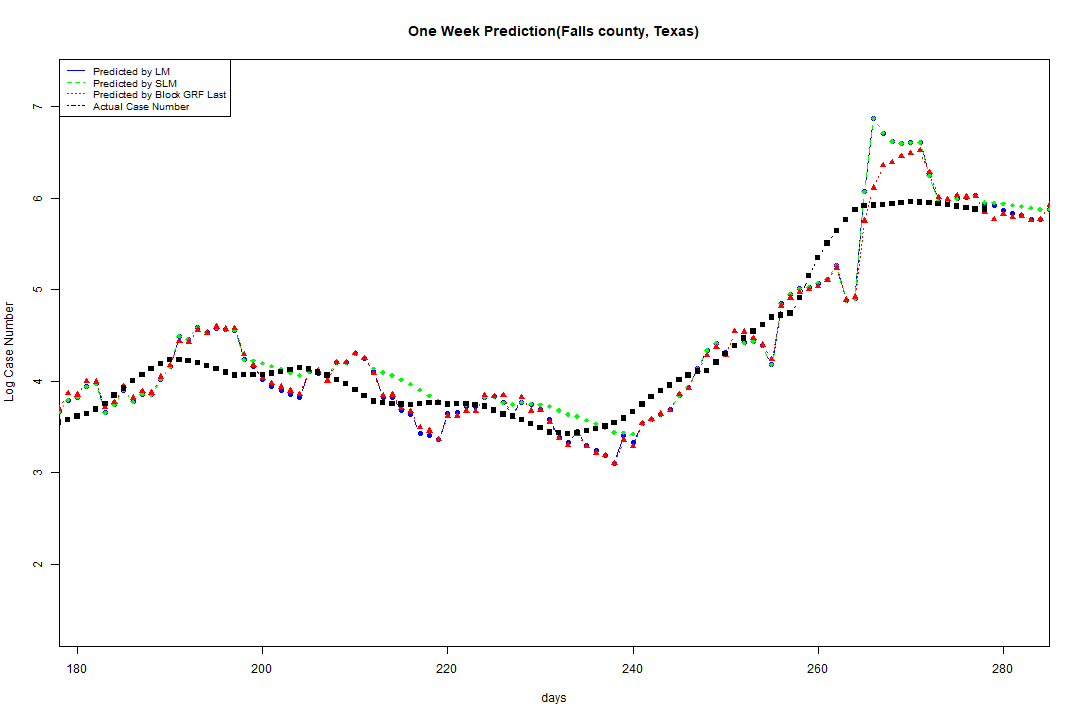 One Week Prediction(Falls county, Texas)
Predicted by LM
Predicted by SLM
Predicted by Block GRF Last
Actual Case Number
7
6
5
4
3
2
Log Case Number
180 200 220 240 260 280
days